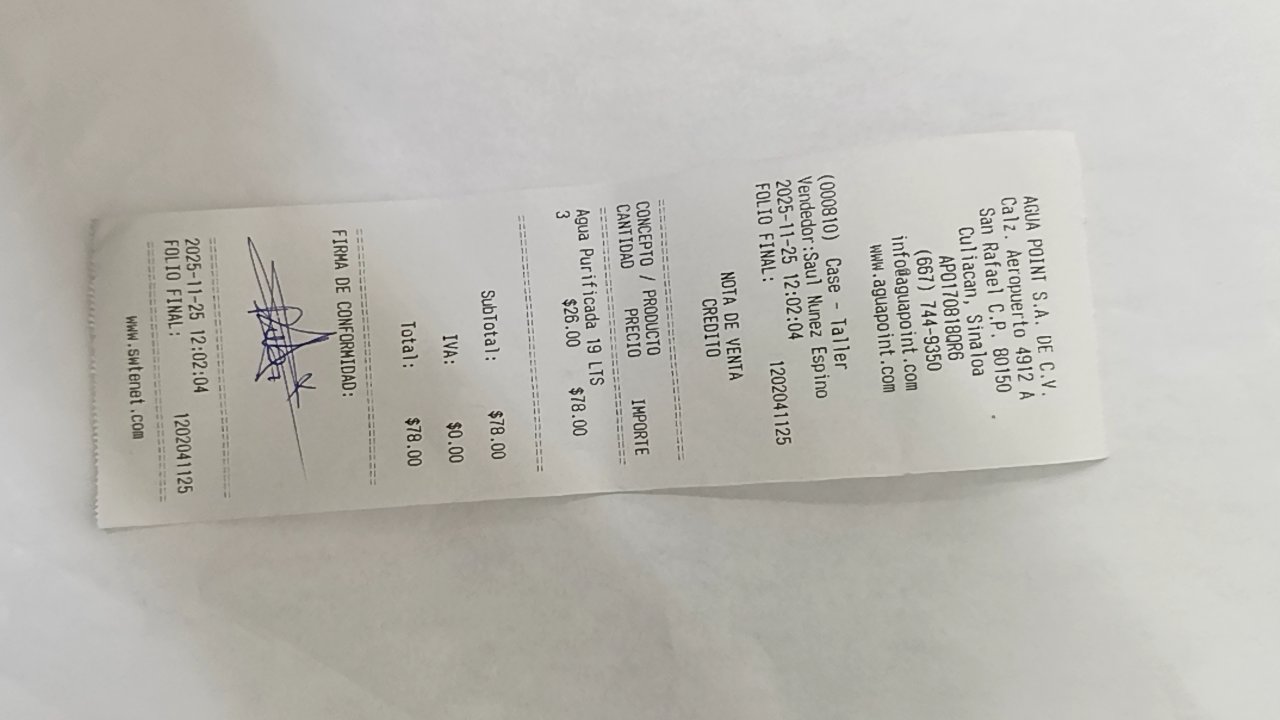 AGUA POINT S.A. DE C.V.
Calz. Aeropuerto 4912 A
San Rafael C.P. 80150
Culiacan, Sinaloa
APO170818QR6
(667) 744-9350
info@aguapoint.com
www.aguapoint.com
(000810) Case - Taller
Vendedor:Saul Nunez Espino
2025-11-25 12:02:04
FOLIO FINAL: 1202041125
NOTA DE VENTA
CREDITO
CONCEPTO / PRODUCTO
CANTIDAD PRECIO IMPORTE
Agua Purificada 19 LTS
3 $26.00 $78.00
SubTotal: $78.00
IVA: $0.00
Total: $78.00
FIRMA DE CONFORMIDAD:
2025-11-25 12:02:04
FOLIO FINAL: 1202041125
www.swtenet.com